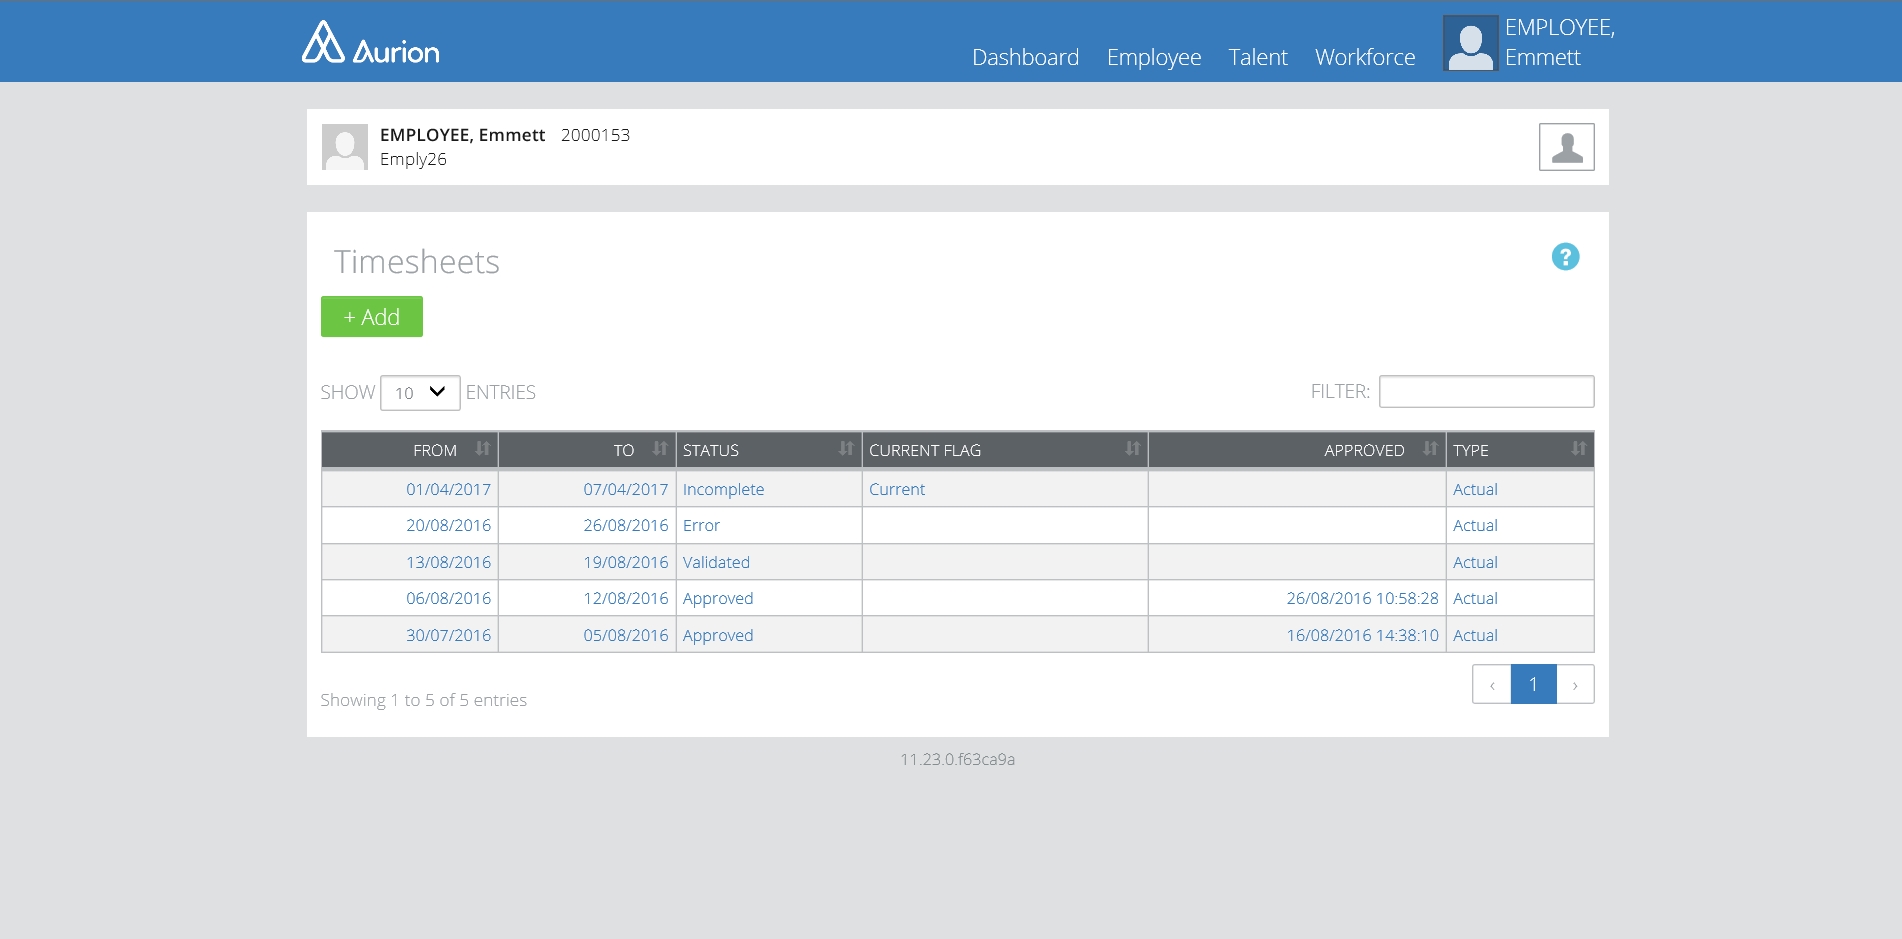 Aurion
Dashboard Employee Talent Workforce EMPLOYEE, Emmett
EMPLOYEE, Emmett 2000153
Emply26
Timesheets
?
+ Add
SHOW 10 ENTRIES FILTER:
FROM TO STATUS CURRENT FLAG APPROVED TYPE
01/04/2017 07/04/2017 Incomplete Current Actual
20/08/2016 26/08/2016 Error Actual
13/08/2016 19/08/2016 Validated Actual
06/08/2016 12/08/2016 Approved 26/08/2016 10:58:28 Actual
30/07/2016 05/08/2016 Approved 16/08/2016 14:38:10 Actual
‹ 1 ›
Showing 1 to 5 of 5 entries
11.23.0.f63ca9a